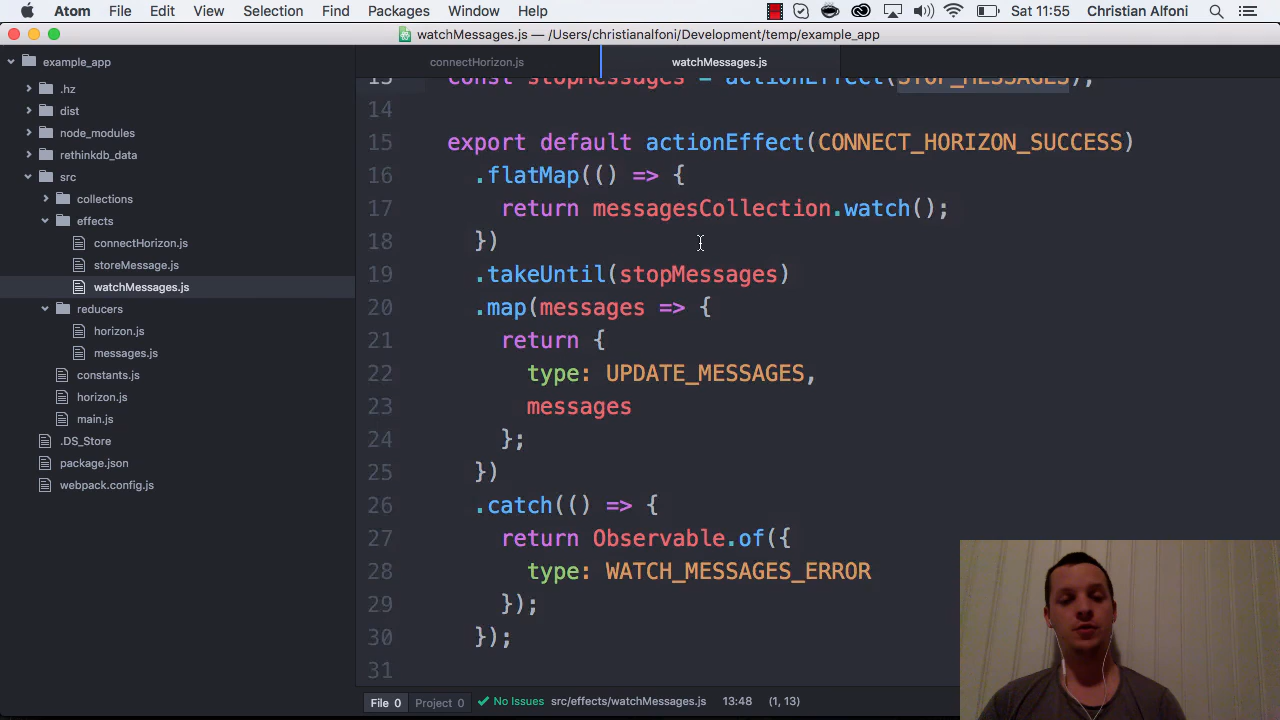 Atom File Edit View Selection Find Packages Window Help Sat 11:55 Christian Alfoni
watchMessages.js — /Users/christianalfoni/Development/temp/example_app
example_app
.hz
dist
node_modules
rethinkdb_data
src
collections
effects
connectHorizon.js
storeMessage.js
watchMessages.js
reducers
horizon.js
messages.js
constants.js
horizon.js
main.js
.DS_Store
package.json
webpack.config.js
connectHorizon.js watchMessages.js
13 const stopMessages = actionEffect(STOP_MESSAGES);
14
15 export default actionEffect(CONNECT_HORIZON_SUCCESS)
16 .flatMap(() => {
17 return messagesCollection.watch();
18 })
19 .takeUntil(stopMessages)
20 .map(messages => {
21 return {
22 type: UPDATE_MESSAGES,
23 messages
24 };
25 })
26 .catch(() => {
27 return Observable.of({
28 type: WATCH_MESSAGES_ERROR
29 });
30 });
31
File 0 Project 0 No Issues src/effects/watchMessages.js 13:48 (1, 13)